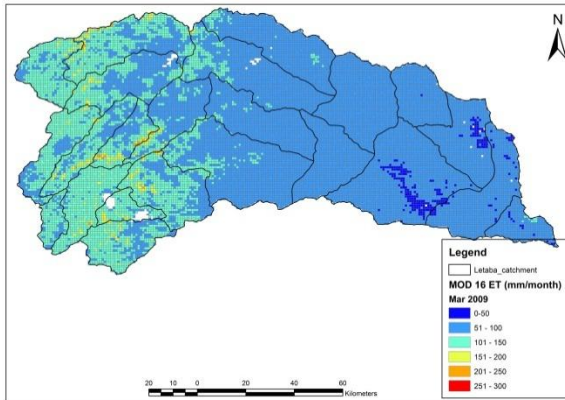 N
Legend
Letaba_catchment
MOD 16 ET (mm/month)
Mar 2009
0-50
51 - 100
101 - 150
151 - 200
201 - 250
251 - 300
20 10 0 20 40 60
Kilometers